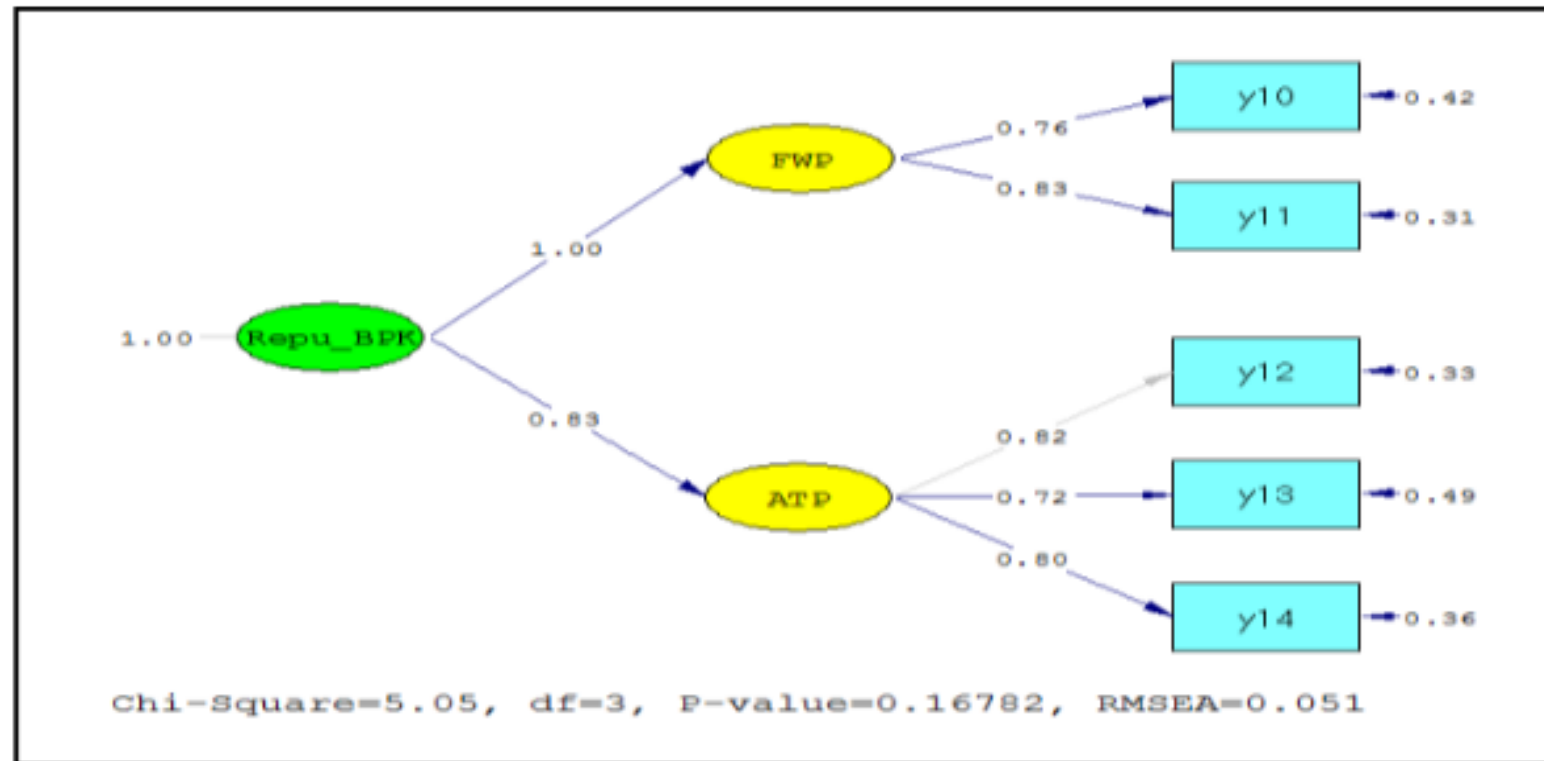 y10
0.42
0.76
FWP
0.83
y11
0.31
1.00
1.00
Repu_BPK
0.83
y12
0.33
0.82
ATP
0.72
y13
0.49
0.80
y14
0.36
Chi-Square=5.05, df=3, P-value=0.16782, RMSEA=0.051